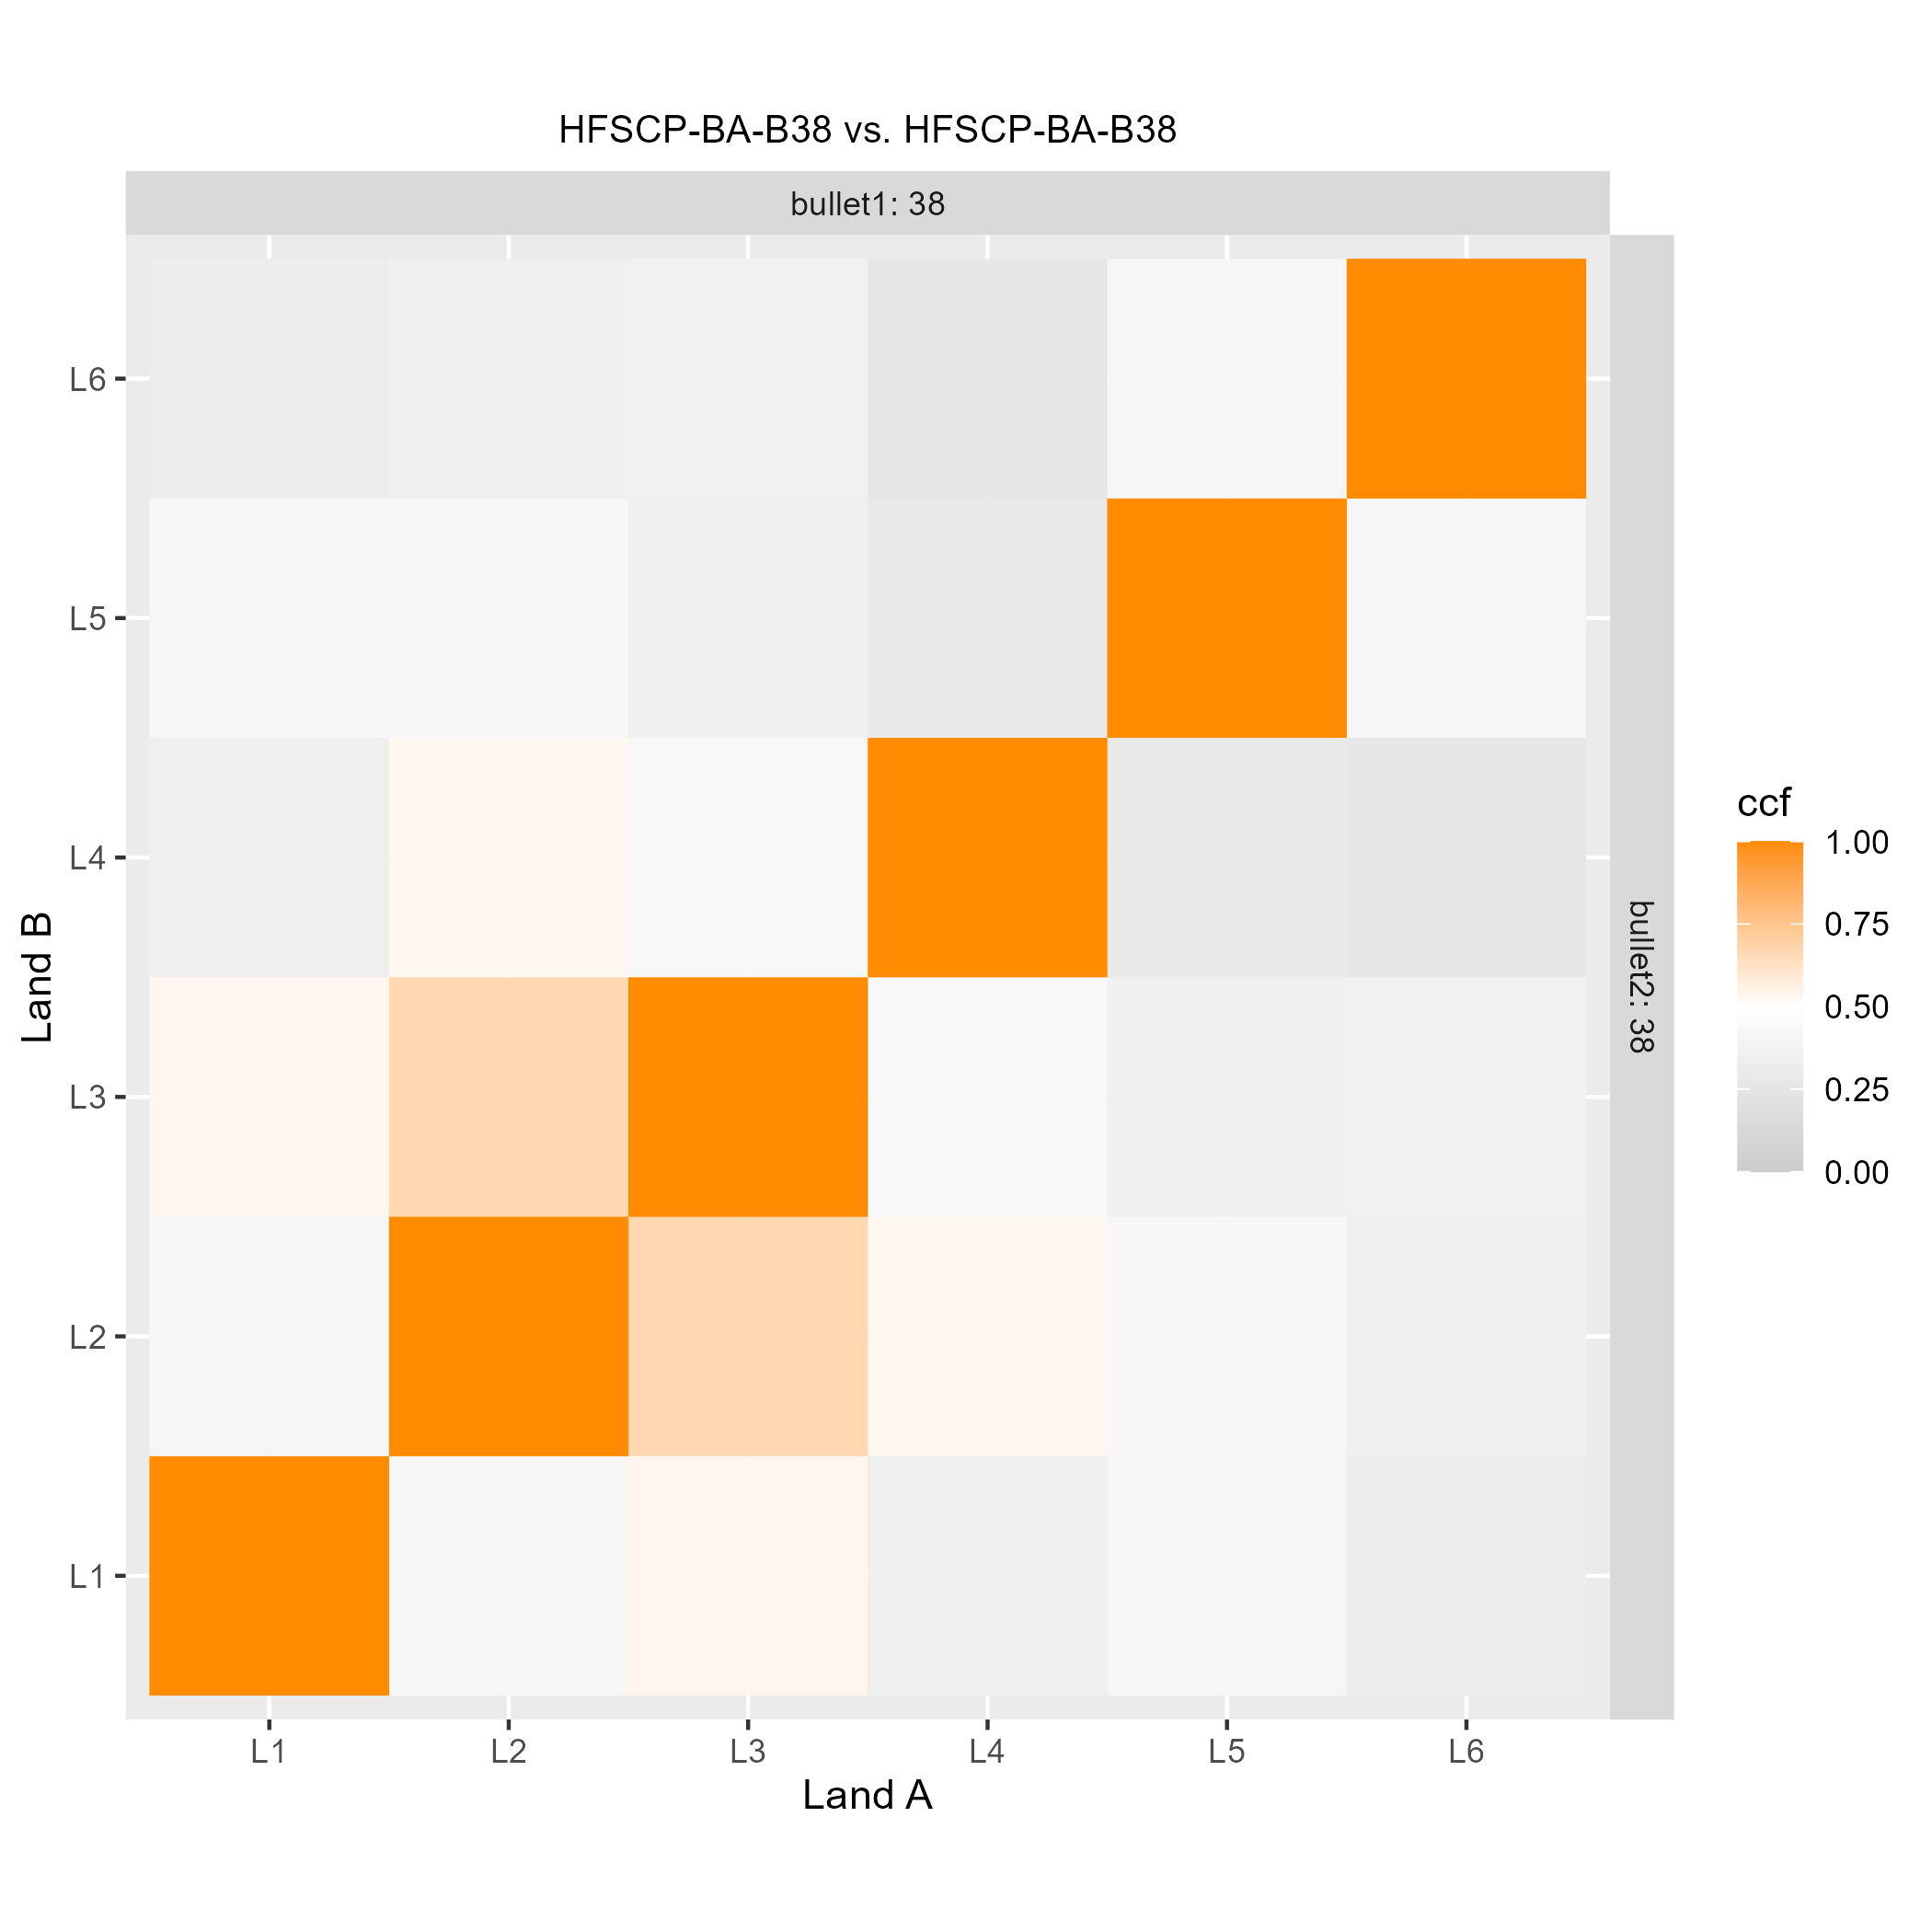 HFSCP-BA-B38 vs. HFSCP-BA-B38
bullet1: 38
L6
L5
L4
L3
L2
L1
Land B
L1 L2 L3 L4 L5 L6
Land A
bullet2: 38
ccf
1.00
0.75
0.50
0.25
0.00